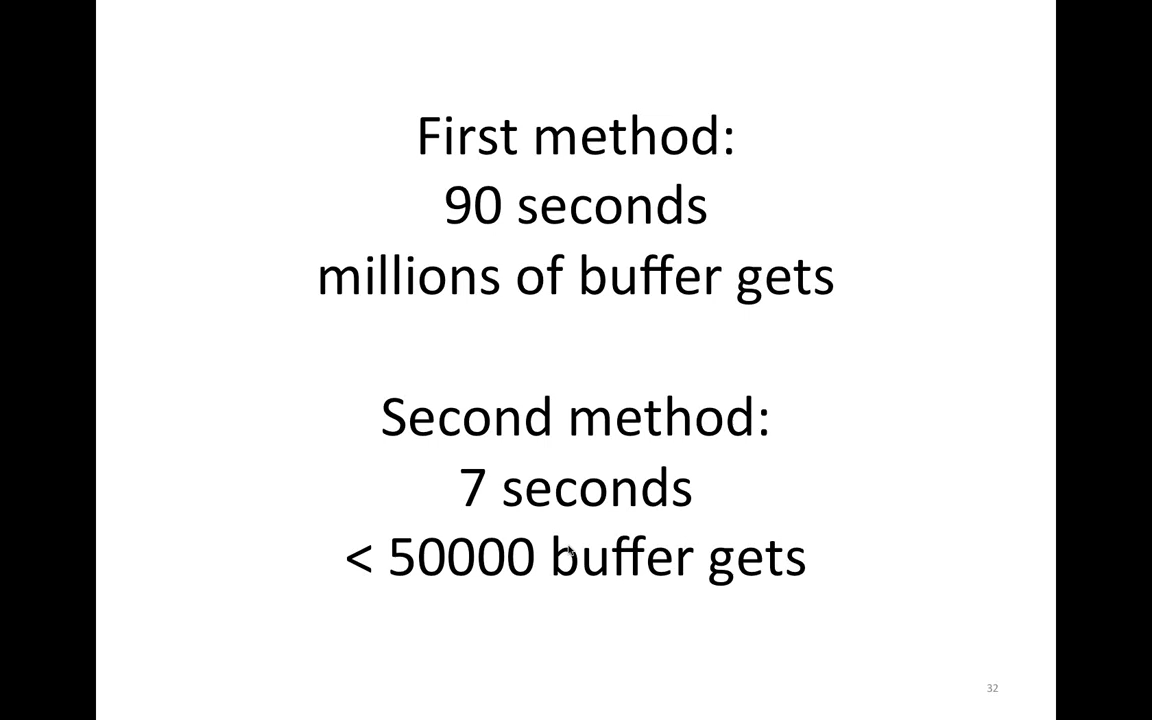 First method:
90 seconds
millions of buffer gets
Second method:
7 seconds
< 50000 buffer gets
32